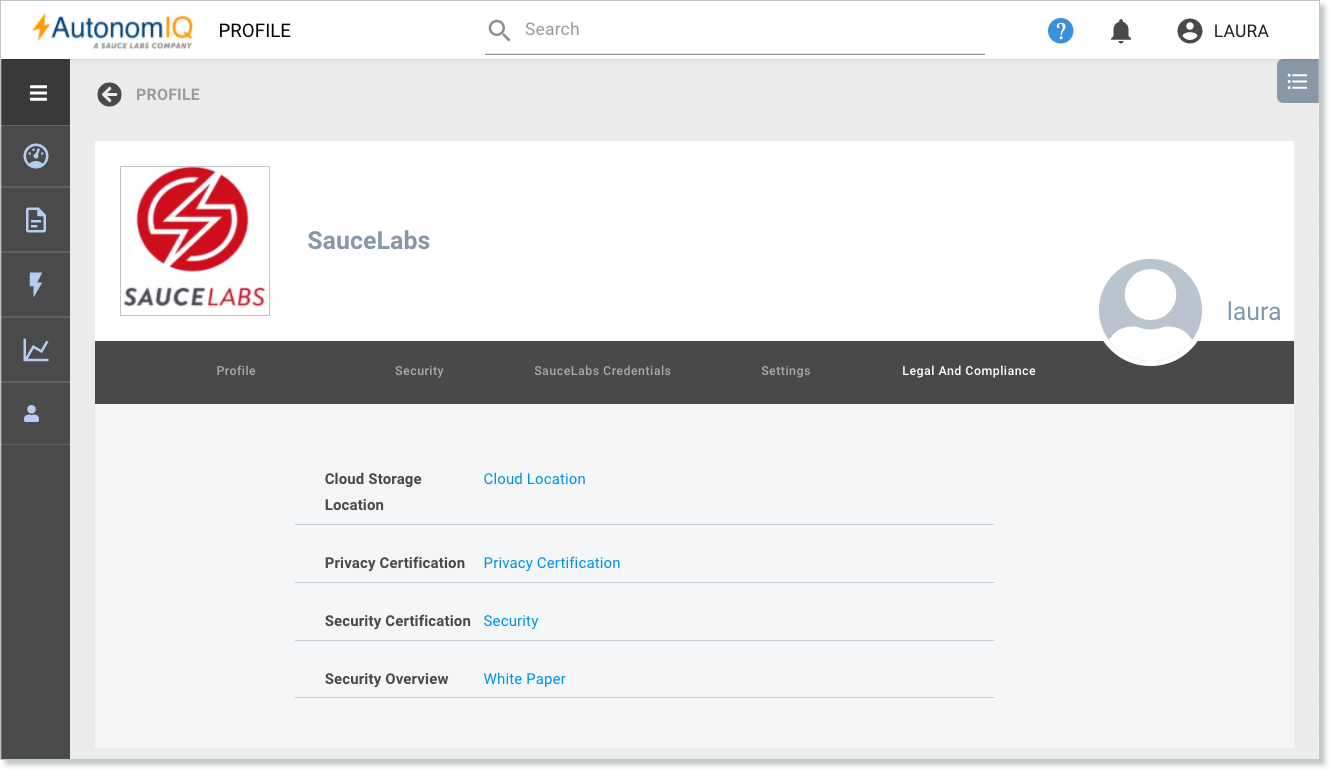 AutonomIQ
A SAUCE LABS COMPANY
PROFILE
Search
?
LAURA
PROFILE
SAUCELABS
SauceLabs
laura
Profile
Security
SauceLabs Credentials
Settings
Legal And Compliance
Cloud Storage
Location
Cloud Location
Privacy Certification
Privacy Certification
Security Certification
Security
Security Overview
White Paper